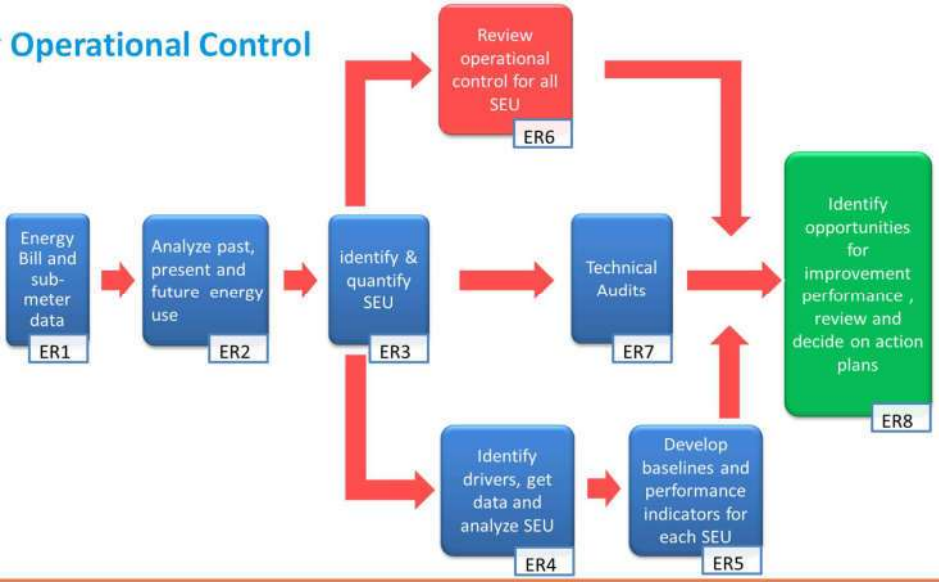 Operational Control
Review
operational
control for all
SEU
ER6
Energy
Bill and
sub-
meter
data
ER1
Analyze past,
present and
future energy
use
ER2
identify &
quantify
SEU
ER3
Technical
Audits
ER7
Identify
opportunities
for
improvement
performance ,
review and
decide on action
plans
ER8
Identify
drivers, get
data and
analyze SEU
ER4
Develop
baselines and
performance
indicators for
each SEU
ER5